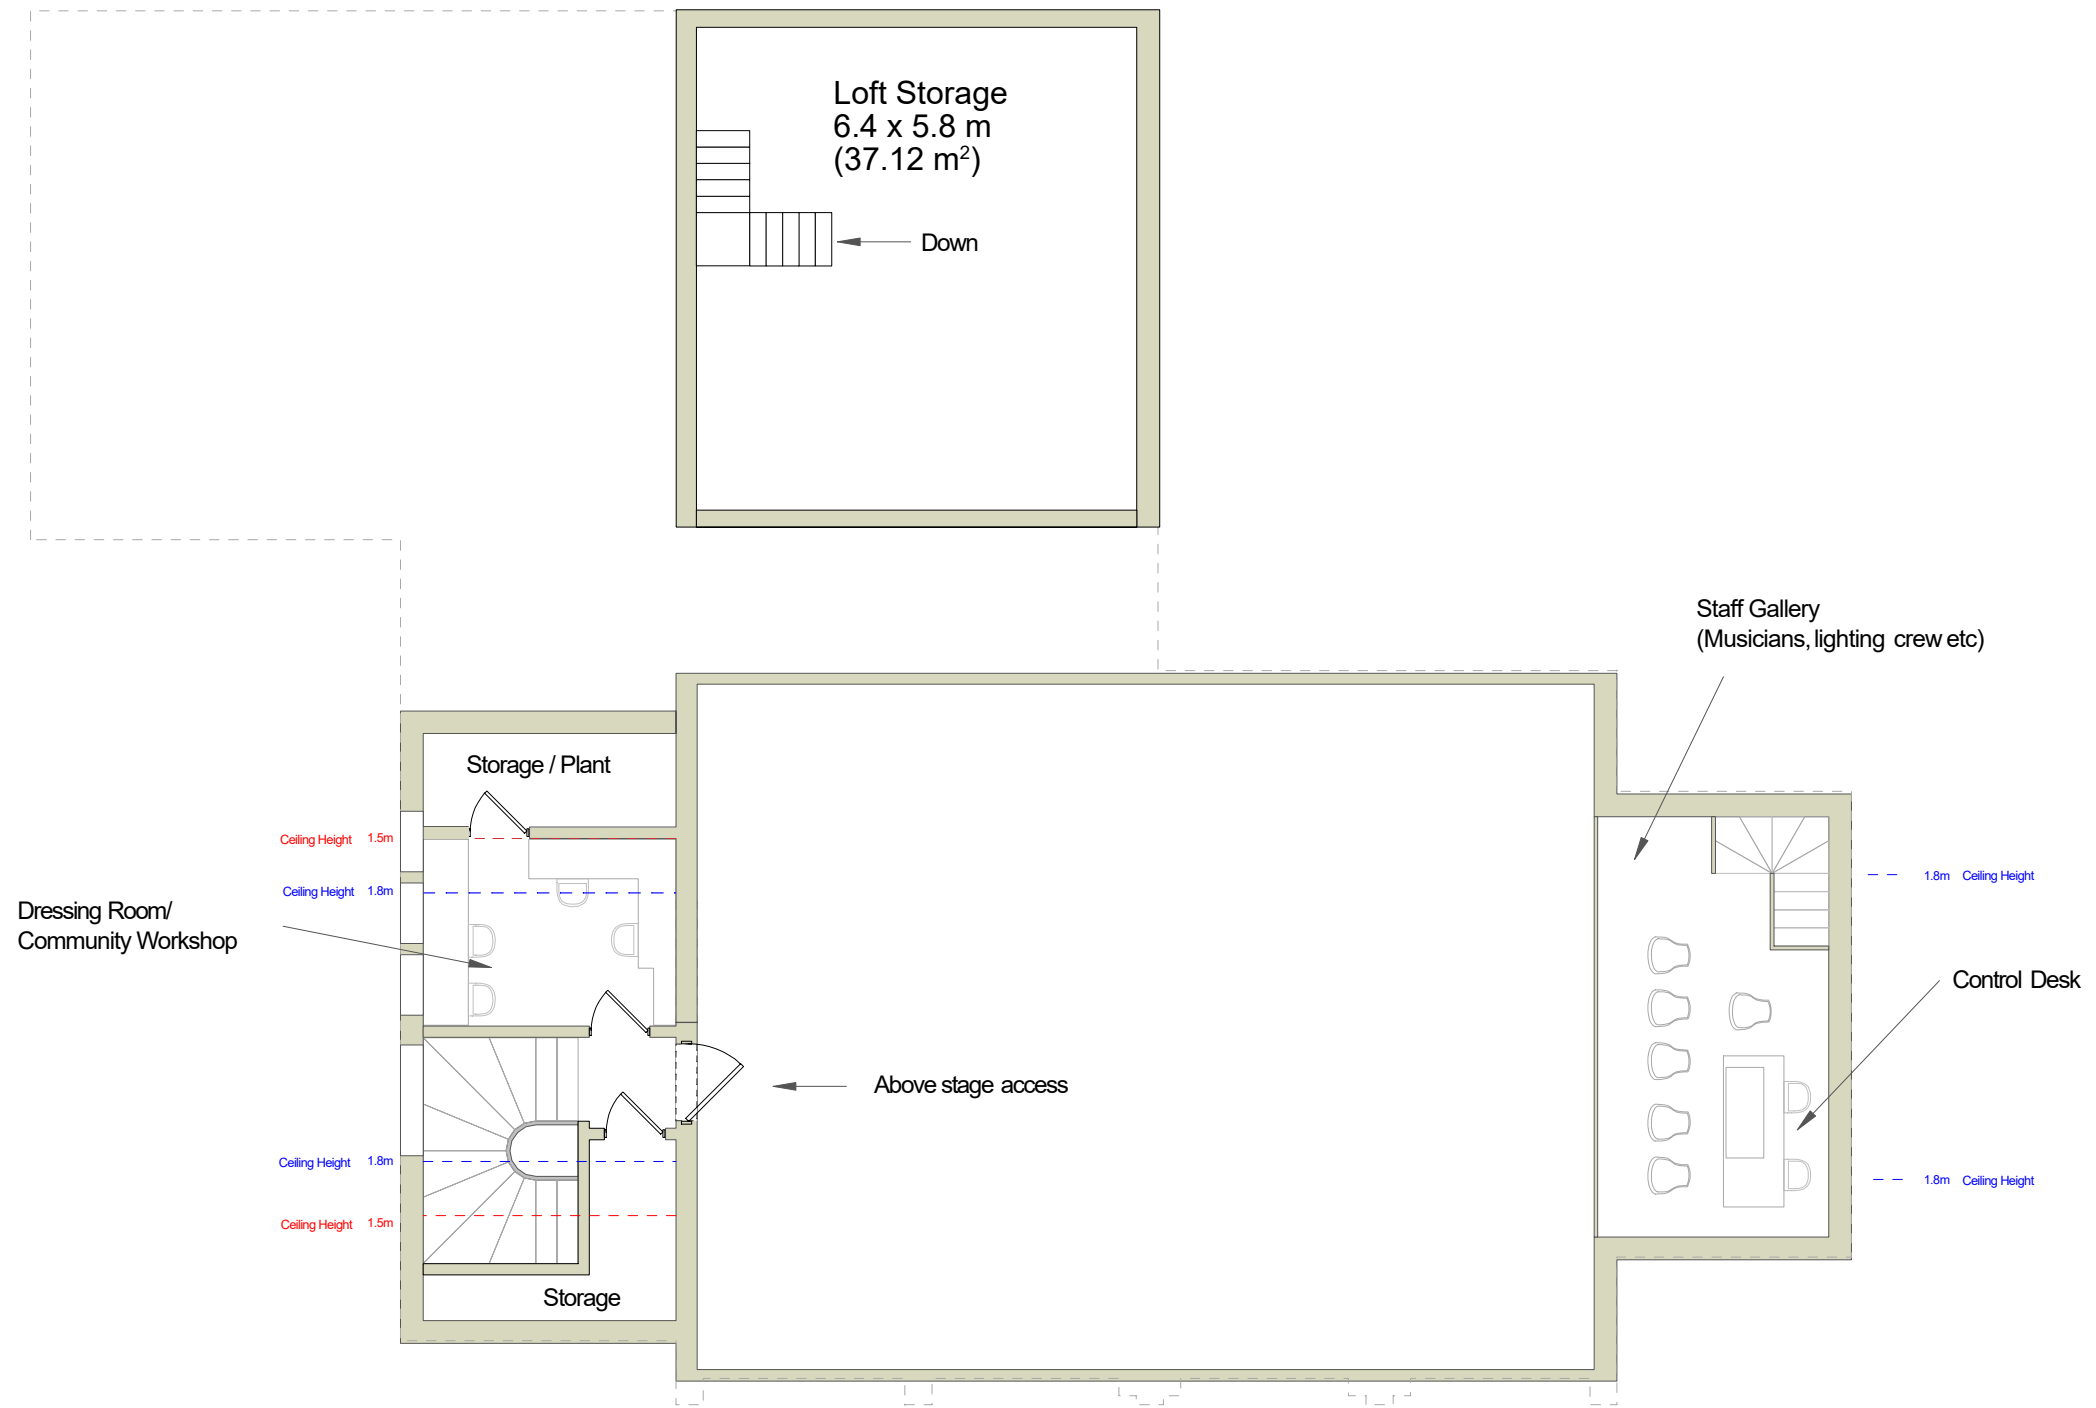 Loft Storage
6.4 x 5.8 m
(37.12 m²)
Down
Staff Gallery
(Musicians, lighting crew etc)
Storage / Plant
Ceiling Height 1.5m
Ceiling Height 1.8m
1.8m Ceiling Height
Dressing Room/
Community Workshop
Control Desk
Above stage access
Ceiling Height 1.8m
1.8m Ceiling Height
Ceiling Height 1.5m
Storage